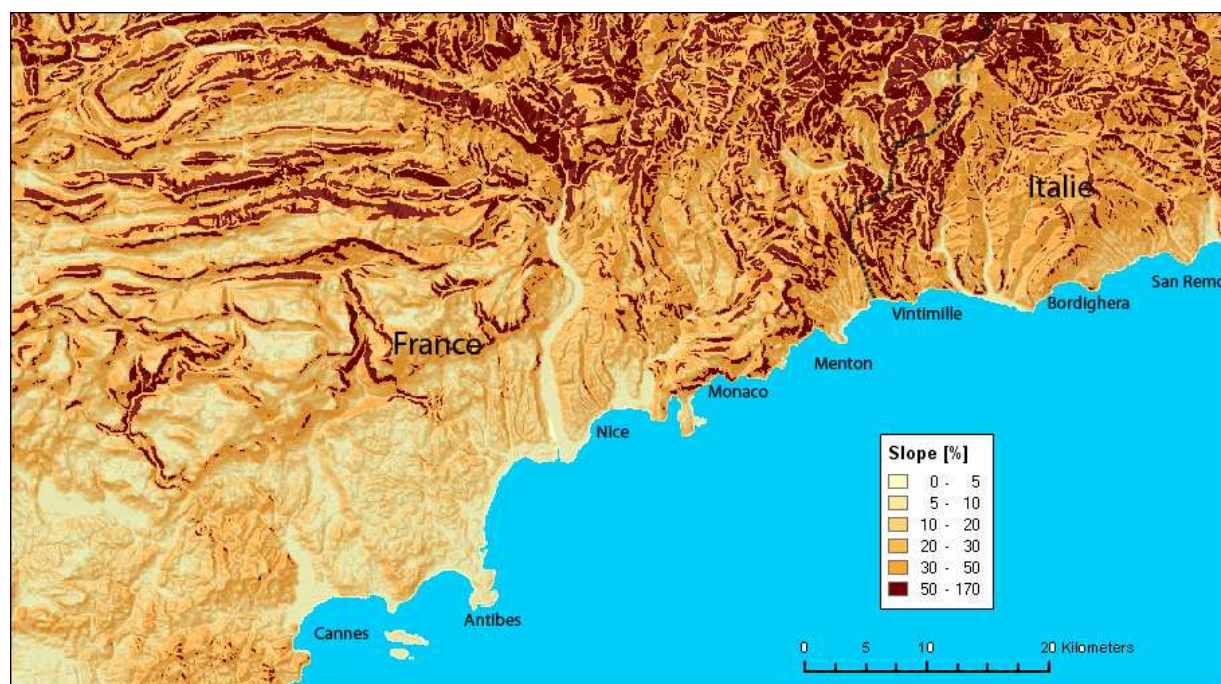 Italie
San Remo
Bordighera
Vintimille
France
Menton
Monaco
Nice
Slope [%]
0 - 5
5 - 10
10 - 20
20 - 30
30 - 50
50 - 170
Antibes
Cannes
0 5 10 20 Kilometers